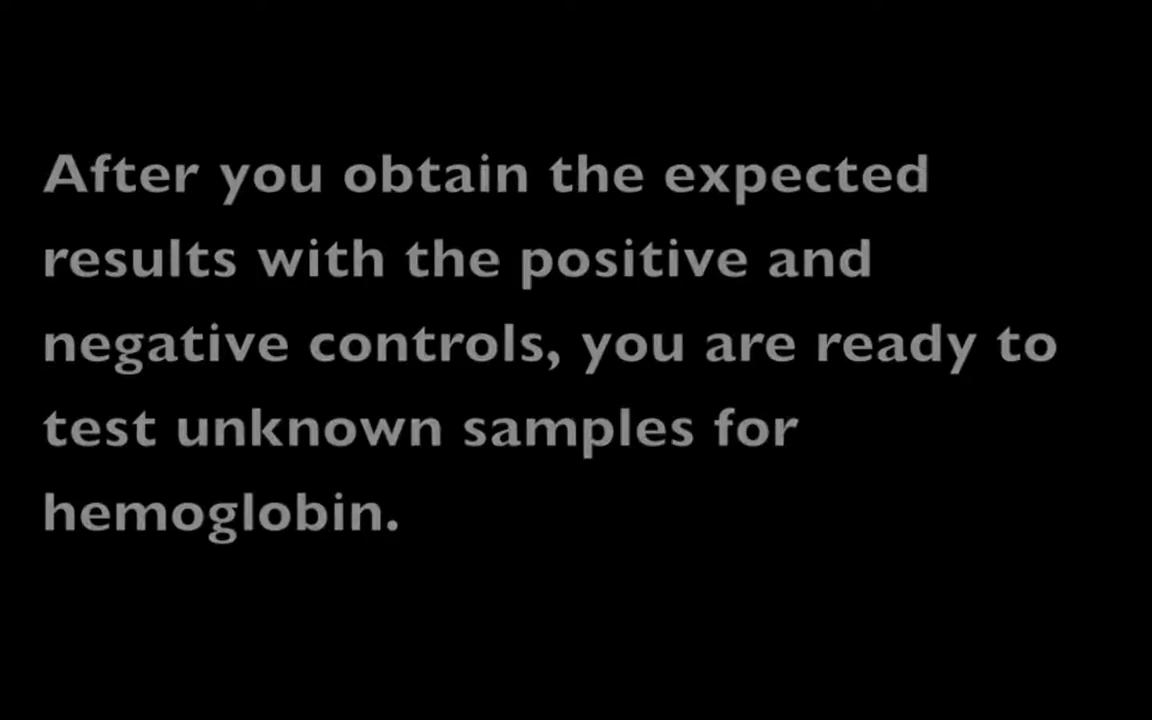 After you obtain the expected
results with the positive and
negative controls, you are ready to
test unknown samples for
hemoglobin.